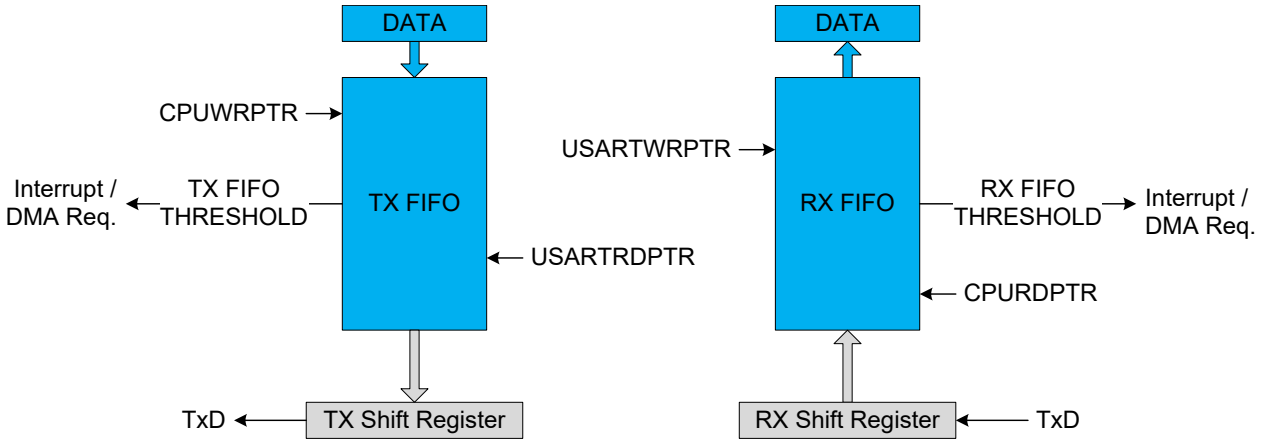 DATA
CPUWRPTR
Interrupt /
DMA Req.
TX FIFO
THRESHOLD
TX FIFO
USARTRDPTR
TxD
TX Shift Register
DATA
USARTWRPTR
RX FIFO
RX FIFO
THRESHOLD
Interrupt /
DMA Req.
CPURDPTR
RX Shift Register
TxD